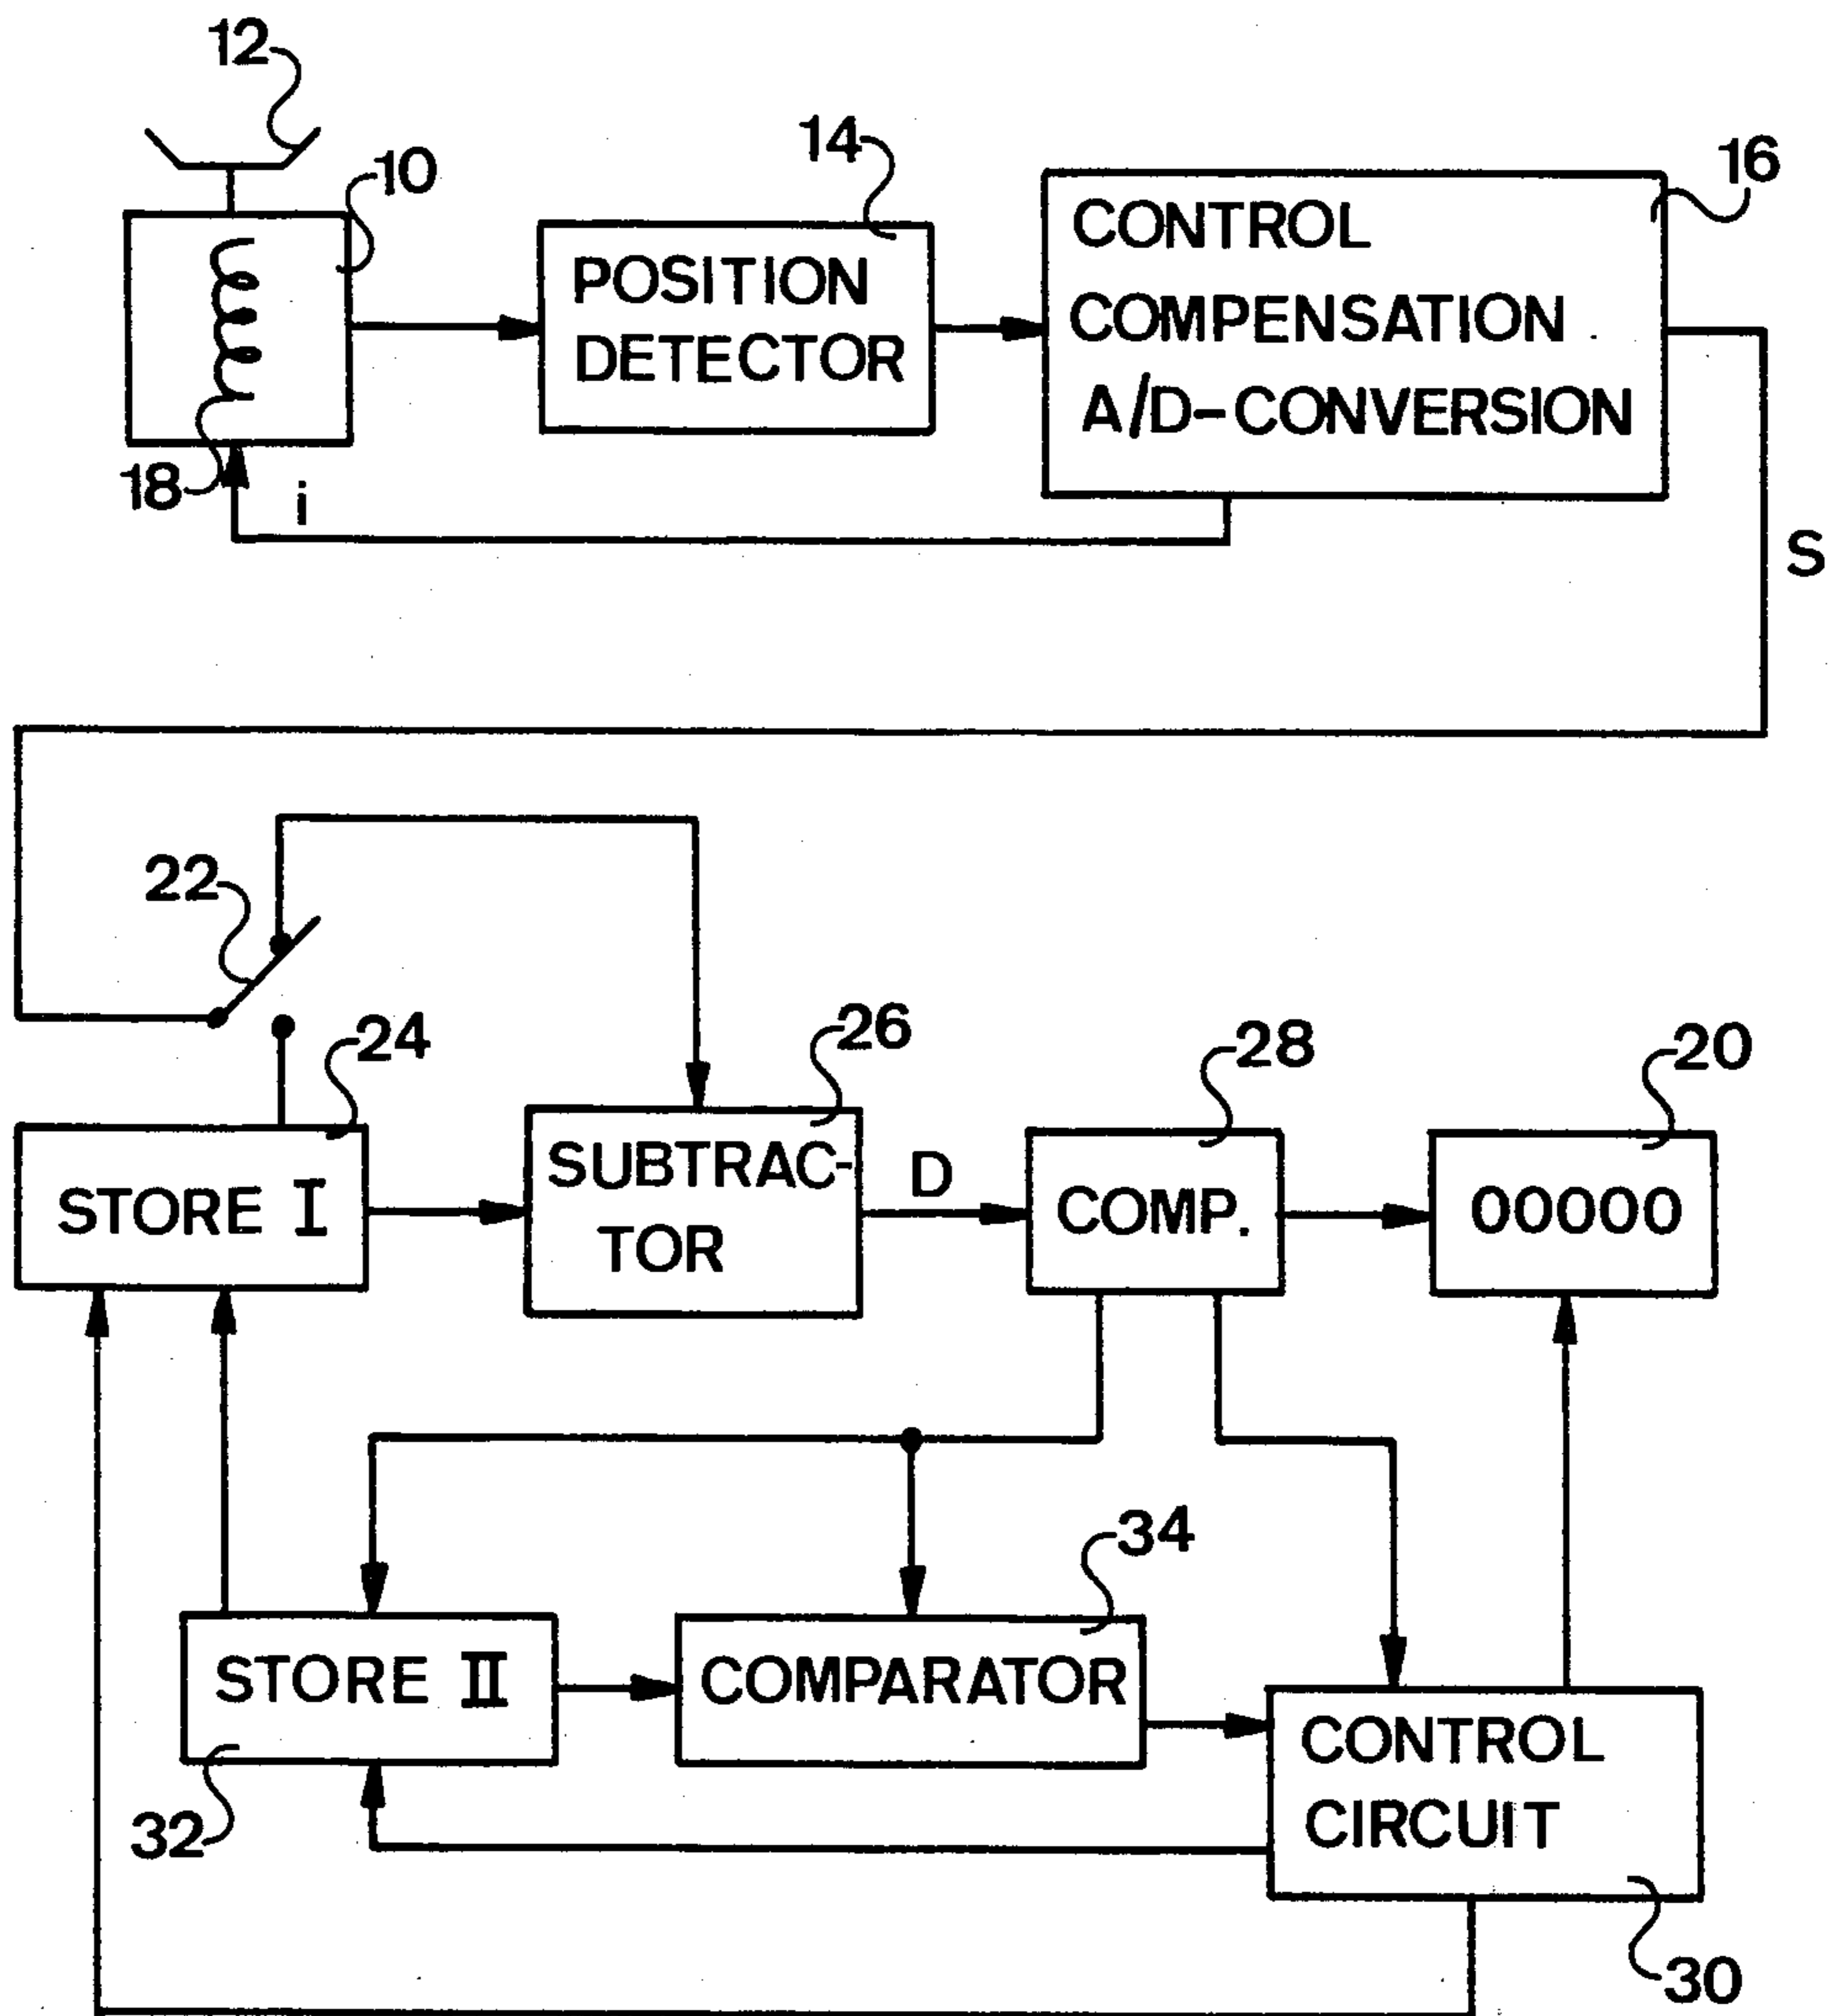 12
10
14
16
POSITION
DETECTOR
CONTROL
COMPENSATION
A/D-CONVERSION
18
i
S
22
24
26
28
20
STORE I
SUBTRAC-
TOR
D
COMP.
00000
34
STORE II
COMPARATOR
CONTROL
CIRCUIT
32
30